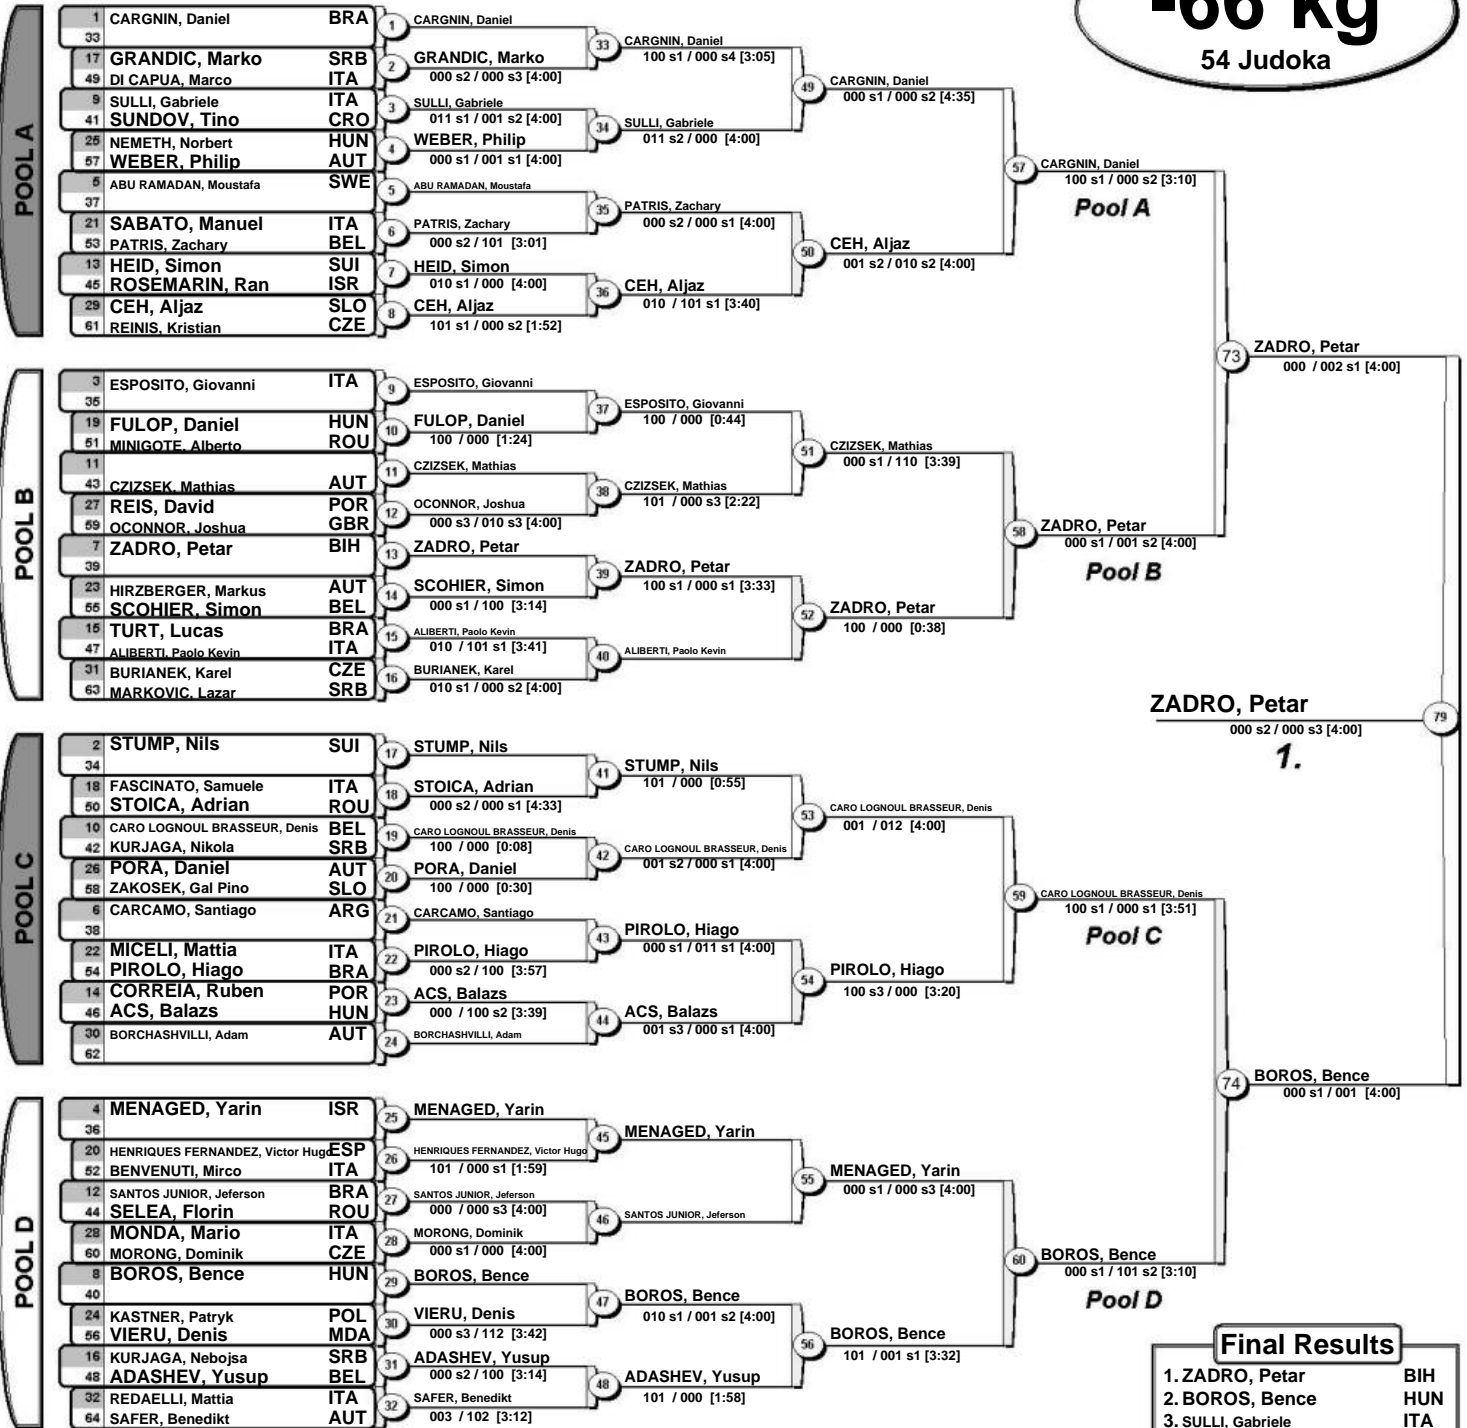 -66 kg
54 Judoka
POOL A
1 CARGNIN, Daniel BRA
33
17 GRANDIC, Marko SRB
49 DI CAPUA, Marco ITA
9 SULLI, Gabriele ITA
41 SUNDOV, Tino CRO
25 NEMETH, Norbert HUN
57 WEBER, Philip AUT
5 ABU RAMADAN, Moustafa SWE
37
21 SABATO, Manuel ITA
53 PATRIS, Zachary BEL
13 HEID, Simon SUI
45 ROSEMARIN, Ran ISR
29 CEH, Aljaz SLO
61 REINIS, Kristian CZE
1 CARGNIN, Daniel
2 GRANDIC, Marko
000 s2 / 000 s3 [4:00]
3 SULLI, Gabriele
011 s1 / 001 s2 [4:00]
4 WEBER, Philip
000 s1 / 001 s1 [4:00]
5 ABU RAMADAN, Moustafa
6 PATRIS, Zachary
000 s2 / 101 [3:01]
7 HEID, Simon
010 s1 / 000 [4:00]
8 CEH, Aljaz
101 s1 / 000 s2 [1:52]
33 CARGNIN, Daniel
100 s1 / 000 s4 [3:05]
34 SULLI, Gabriele
011 s2 / 000 [4:00]
35 PATRIS, Zachary
000 s2 / 000 s1 [4:00]
36 CEH, Aljaz
010 / 101 s1 [3:40]
49 CARGNIN, Daniel
000 s1 / 000 s2 [4:35]
50 CEH, Aljaz
001 s2 / 010 s2 [4:00]
57 CARGNIN, Daniel
100 s1 / 000 s2 [3:10]
Pool A
POOL B
3 ESPOSITO, Giovanni ITA
35
19 FULOP, Daniel HUN
51 MINIGOTE, Alberto ROU
11
43 CZIZSEK, Mathias AUT
27 REIS, David POR
59 OCONNOR, Joshua GBR
7 ZADRO, Petar BIH
39
23 HIRZBERGER, Markus AUT
55 SCOHIER, Simon BEL
15 TURT, Lucas BRA
47 ALIBERTI, Paolo Kevin ITA
31 BURIANEK, Karel CZE
63 MARKOVIC, Lazar SRB
9 ESPOSITO, Giovanni
10 FULOP, Daniel
100 / 000 [1:24]
11 CZIZSEK, Mathias
12 OCONNOR, Joshua
000 s3 / 010 s3 [4:00]
13 ZADRO, Petar
14 SCOHIER, Simon
000 s1 / 100 [3:14]
15 ALIBERTI, Paolo Kevin
010 / 101 s1 [3:41]
16 BURIANEK, Karel
010 s1 / 000 s2 [4:00]
37 ESPOSITO, Giovanni
100 / 000 [0:44]
38 CZIZSEK, Mathias
101 / 000 s3 [2:22]
39 ZADRO, Petar
100 s1 / 000 s1 [3:33]
40 ALIBERTI, Paolo Kevin
51 CZIZSEK, Mathias
000 s1 / 110 [3:39]
52 ZADRO, Petar
100 / 000 [0:38]
58 ZADRO, Petar
000 s1 / 001 s2 [4:00]
Pool B
73 ZADRO, Petar
000 / 002 s1 [4:00]
ZADRO, Petar
79
000 s2 / 000 s3 [4:00]
1.
POOL C
2 STUMP, Nils SUI
34
18 FASCINATO, Samuele ITA
50 STOICA, Adrian ROU
10 CARO LOGNOUL BRASSEUR, Denis BEL
42 KURJAGA, Nikola SRB
26 PORA, Daniel AUT
58 ZAKOSEK, Gal Pino SLO
6 CARCAMO, Santiago ARG
38
22 MICELI, Mattia ITA
54 PIROLO, Hiago BRA
14 CORREIA, Ruben POR
46 ACS, Balazs HUN
30 BORCHASHVILLI, Adam AUT
62
17 STUMP, Nils
18 STOICA, Adrian
000 s2 / 000 s1 [4:33]
19 CARO LOGNOUL BRASSEUR, Denis
100 / 000 [0:08]
20 PORA, Daniel
100 / 000 [0:30]
21 CARCAMO, Santiago
22 PIROLO, Hiago
000 s2 / 100 [3:57]
23 ACS, Balazs
000 / 100 s2 [3:39]
24 BORCHASHVILLI, Adam
41 STUMP, Nils
101 / 000 [0:55]
42 CARO LOGNOUL BRASSEUR, Denis
001 s2 / 000 s1 [4:00]
43 PIROLO, Hiago
000 s1 / 011 s1 [4:00]
44 ACS, Balazs
001 s3 / 000 s1 [4:00]
53 CARO LOGNOUL BRASSEUR, Denis
001 / 012 [4:00]
54 PIROLO, Hiago
100 s3 / 000 [3:20]
59 CARO LOGNOUL BRASSEUR, Denis
100 s1 / 000 s1 [3:51]
Pool C
POOL D
4 MENAGED, Yarin ISR
36
20 HENRIQUES FERNANDEZ, Victor Hugo ESP
52 BENVENUTI, Mirco ITA
12 SANTOS JUNIOR, Jeferson BRA
44 SELEA, Florin ROU
28 MONDA, Mario ITA
60 MORONG, Dominik CZE
8 BOROS, Bence HUN
40
24 KASTNER, Patryk POL
56 VIERU, Denis MDA
16 KURJAGA, Nebojsa SRB
48 ADASHEV, Yusup BEL
32 REDAELLI, Mattia ITA
64 SAFER, Benedikt AUT
25 MENAGED, Yarin
26 HENRIQUES FERNANDEZ, Victor Hugo
101 / 000 s1 [1:59]
27 SANTOS JUNIOR, Jeferson
000 / 000 s3 [4:00]
28 MORONG, Dominik
000 s1 / 000 [4:00]
29 BOROS, Bence
30 VIERU, Denis
000 s3 / 112 [3:42]
31 ADASHEV, Yusup
000 s2 / 100 [3:14]
32 SAFER, Benedikt
003 / 102 [3:12]
45 MENAGED, Yarin
46 SANTOS JUNIOR, Jeferson
47 BOROS, Bence
010 s1 / 001 s2 [4:00]
48 ADASHEV, Yusup
101 / 000 [1:58]
55 MENAGED, Yarin
000 s1 / 000 s3 [4:00]
56 BOROS, Bence
101 / 001 s1 [3:32]
60 BOROS, Bence
000 s1 / 101 s2 [3:10]
Pool D
74 BOROS, Bence
000 s1 / 001 [4:00]
Final Results
1. ZADRO, Petar BIH
2. BOROS, Bence HUN
3. SULLI, Gabriele ITA